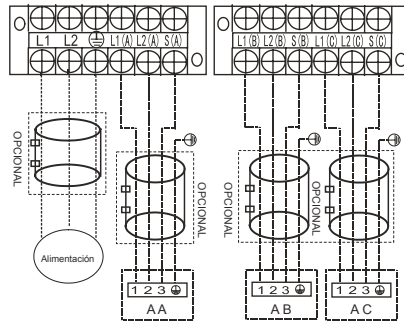 L1 L2 L1(A) L2(A) S(A)
L1(B) L2(B) S(B) L1(C) L2(C) S(C)
OPCIONAL
OPCIONAL
OPCIONAL
OPCIONAL
Alimentación
1 2 3
AA
1 2 3
AB
1 2 3
AC